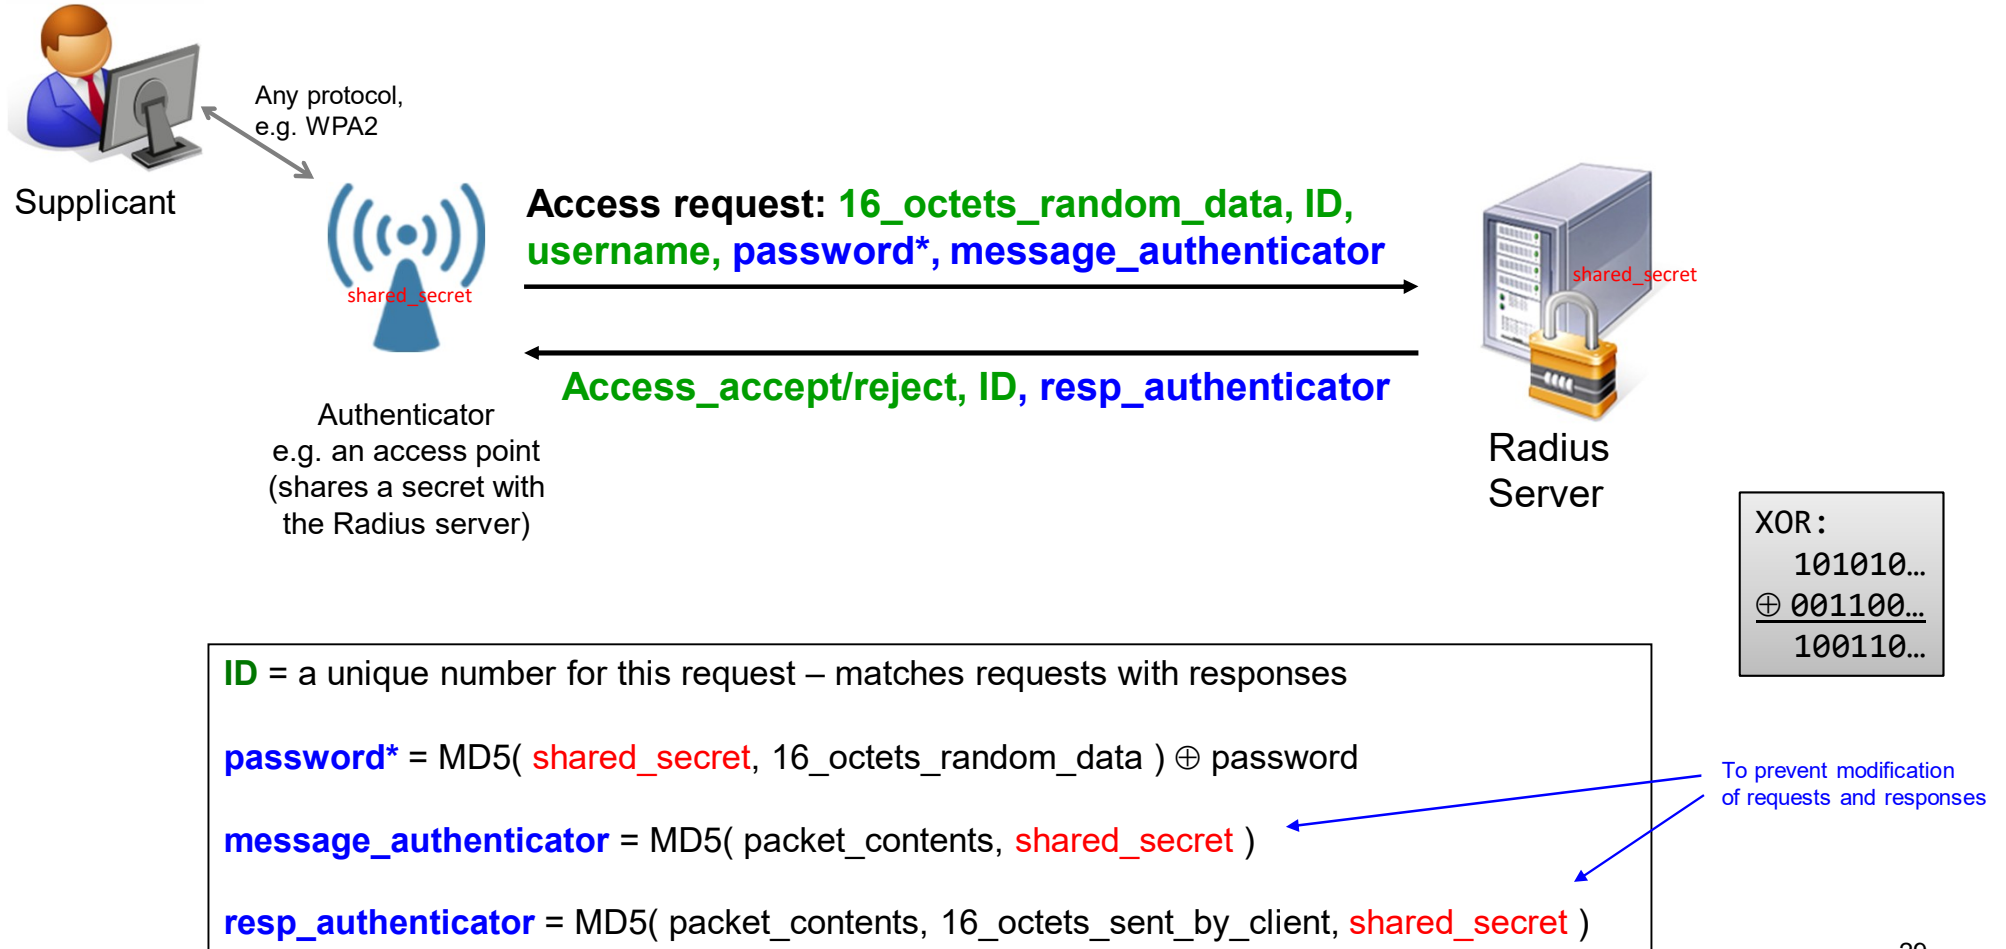 Any protocol,
e.g. WPA2
Supplicant
Access request: 16_octets_random_data, ID,
username, password*, message_authenticator
shared_secret
shared_secret
Access_accept/reject, ID, resp_authenticator
Authenticator
e.g. an access point
(shares a secret with
the Radius server)
Radius
Server
XOR:
101010…
⊕ 001100…
100110…
ID = a unique number for this request – matches requests with responses
password* = MD5( shared_secret, 16_octets_random_data ) ⊕ password
To prevent modification
of requests and responses
message_authenticator = MD5( packet_contents, shared_secret )
resp_authenticator = MD5( packet_contents, 16_octets_sent_by_client, shared_secret )